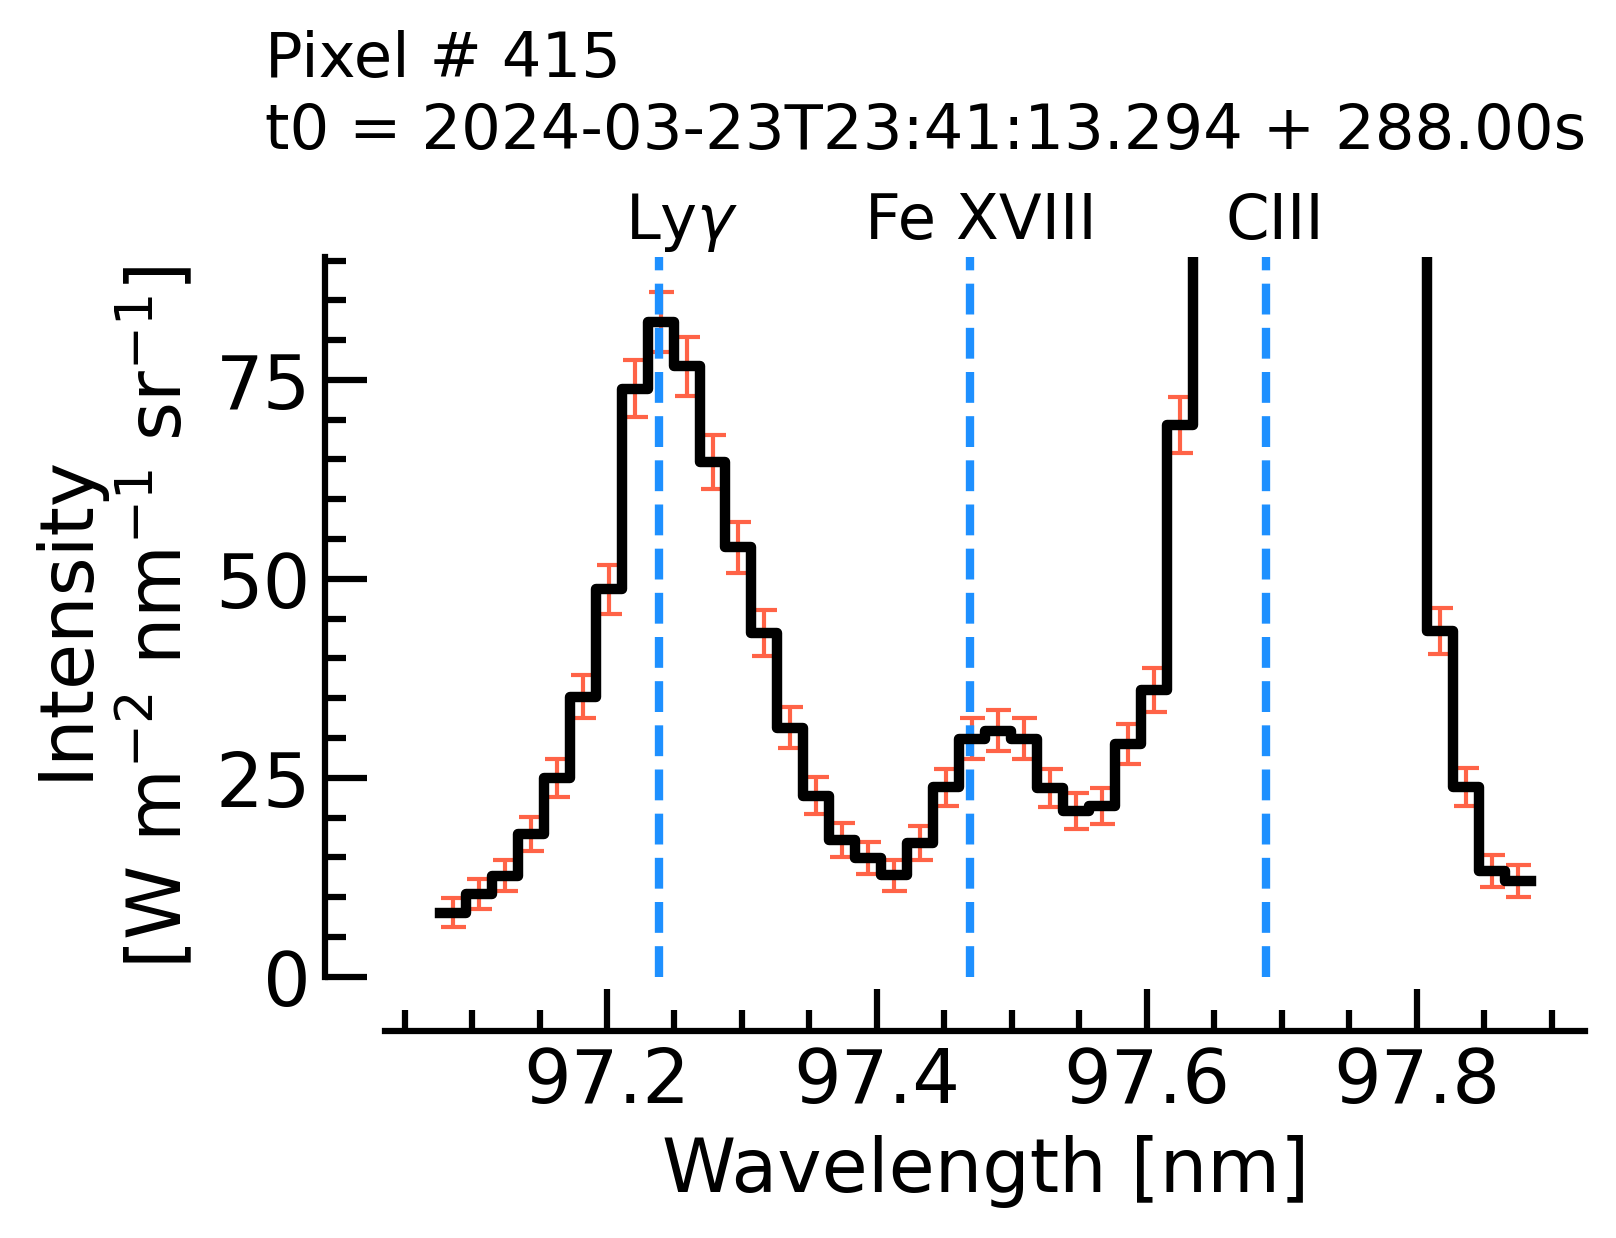 Pixel # 415
t0 = 2024-03-23T23:41:13.294 + 288.00s
Lyγ Fe XVIII CIII
Intensity
[W m⁻² nm⁻¹ sr⁻¹]
75
50
25
0
97.2 97.4 97.6 97.8
Wavelength [nm]